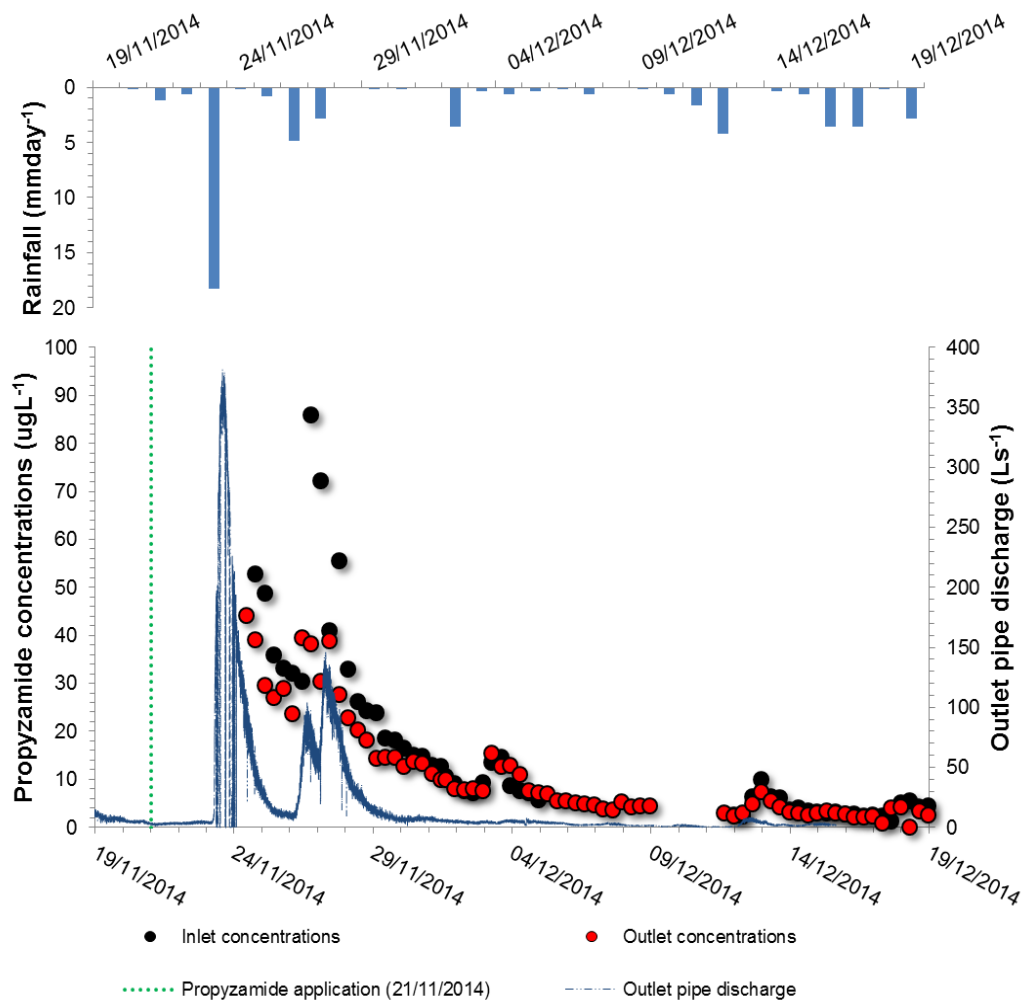 19/11/2014 24/11/2014 29/11/2014 04/12/2014 09/12/2014 14/12/2014 19/12/2014
Rainfall (mmday-1)
0
5
10
15
20
Propyzamide concentrations (ugL-1)
100
90
80
70
60
50
40
30
20
10
0
400
350
300
250
200
150
100
50
0
Outlet pipe discharge (Ls-1)
19/11/2014 24/11/2014 29/11/2014 04/12/2014 09/12/2014 14/12/2014 19/12/2014
Inlet concentrations
Outlet concentrations
Propyzamide application (21/11/2014)
Outlet pipe discharge